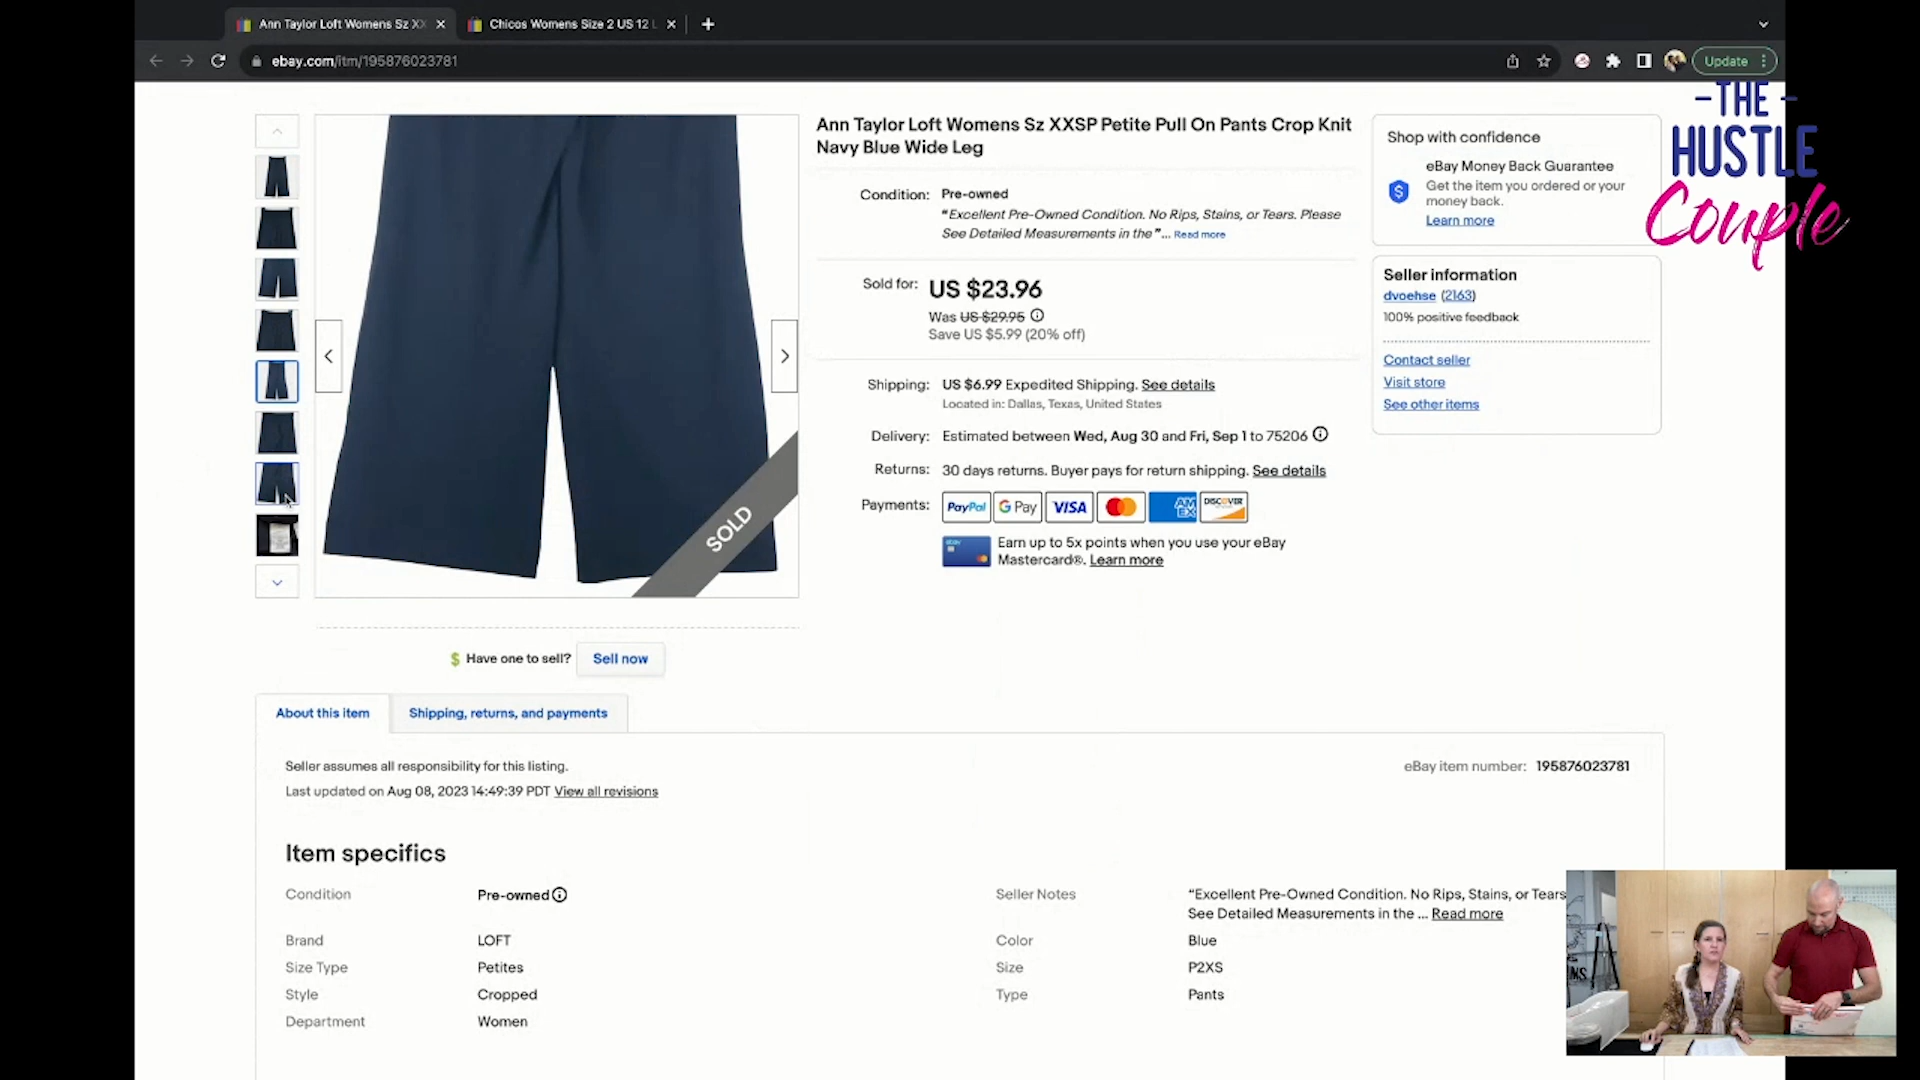 Ann Taylor Loft Womens Sz XX
Chicos Womens Size 2 US 12 L
ebay.com/itm/195876023781
Update
-THE-
HUSTLE
Couple
Ann Taylor Loft Womens Sz XXSP Petite Pull On Pants Crop Knit
Navy Blue Wide Leg
Condition: Pre-owned
"Excellent Pre-Owned Condition. No Rips, Stains, or Tears. Please
See Detailed Measurements in the"... Read more
Sold for: US $23.96
Was US $29.95
Save US $5.99 (20% off)
Shipping: US $6.99 Expedited Shipping. See details
Located in: Dallas, Texas, United States
Delivery: Estimated between Wed, Aug 30 and Fri, Sep 1 to 75206
Returns: 30 days returns. Buyer pays for return shipping. See details
Payments: PayPal G Pay VISA AM EX DISCOVER
ebay
Earn up to 5x points when you use your eBay
Mastercard®. Learn more
Shop with confidence
eBay Money Back Guarantee
Get the item you ordered or your
money back.
Learn more
Seller information
dvoehse (2163)
100% positive feedback
Contact seller
Visit store
See other items
SOLD
$ Have one to sell? Sell now
About this item
Shipping, returns, and payments
Seller assumes all responsibility for this listing.
Last updated on Aug 08, 2023 14:49:39 PDT View all revisions
eBay item number: 195876023781
Item specifics
Condition Pre-owned
Seller Notes "Excellent Pre-Owned Condition. No Rips, Stains, or Tears
See Detailed Measurements in the ... Read more
Brand LOFT
Color Blue
Size Type Petites
Size P2XS
Style Cropped
Type Pants
Department Women